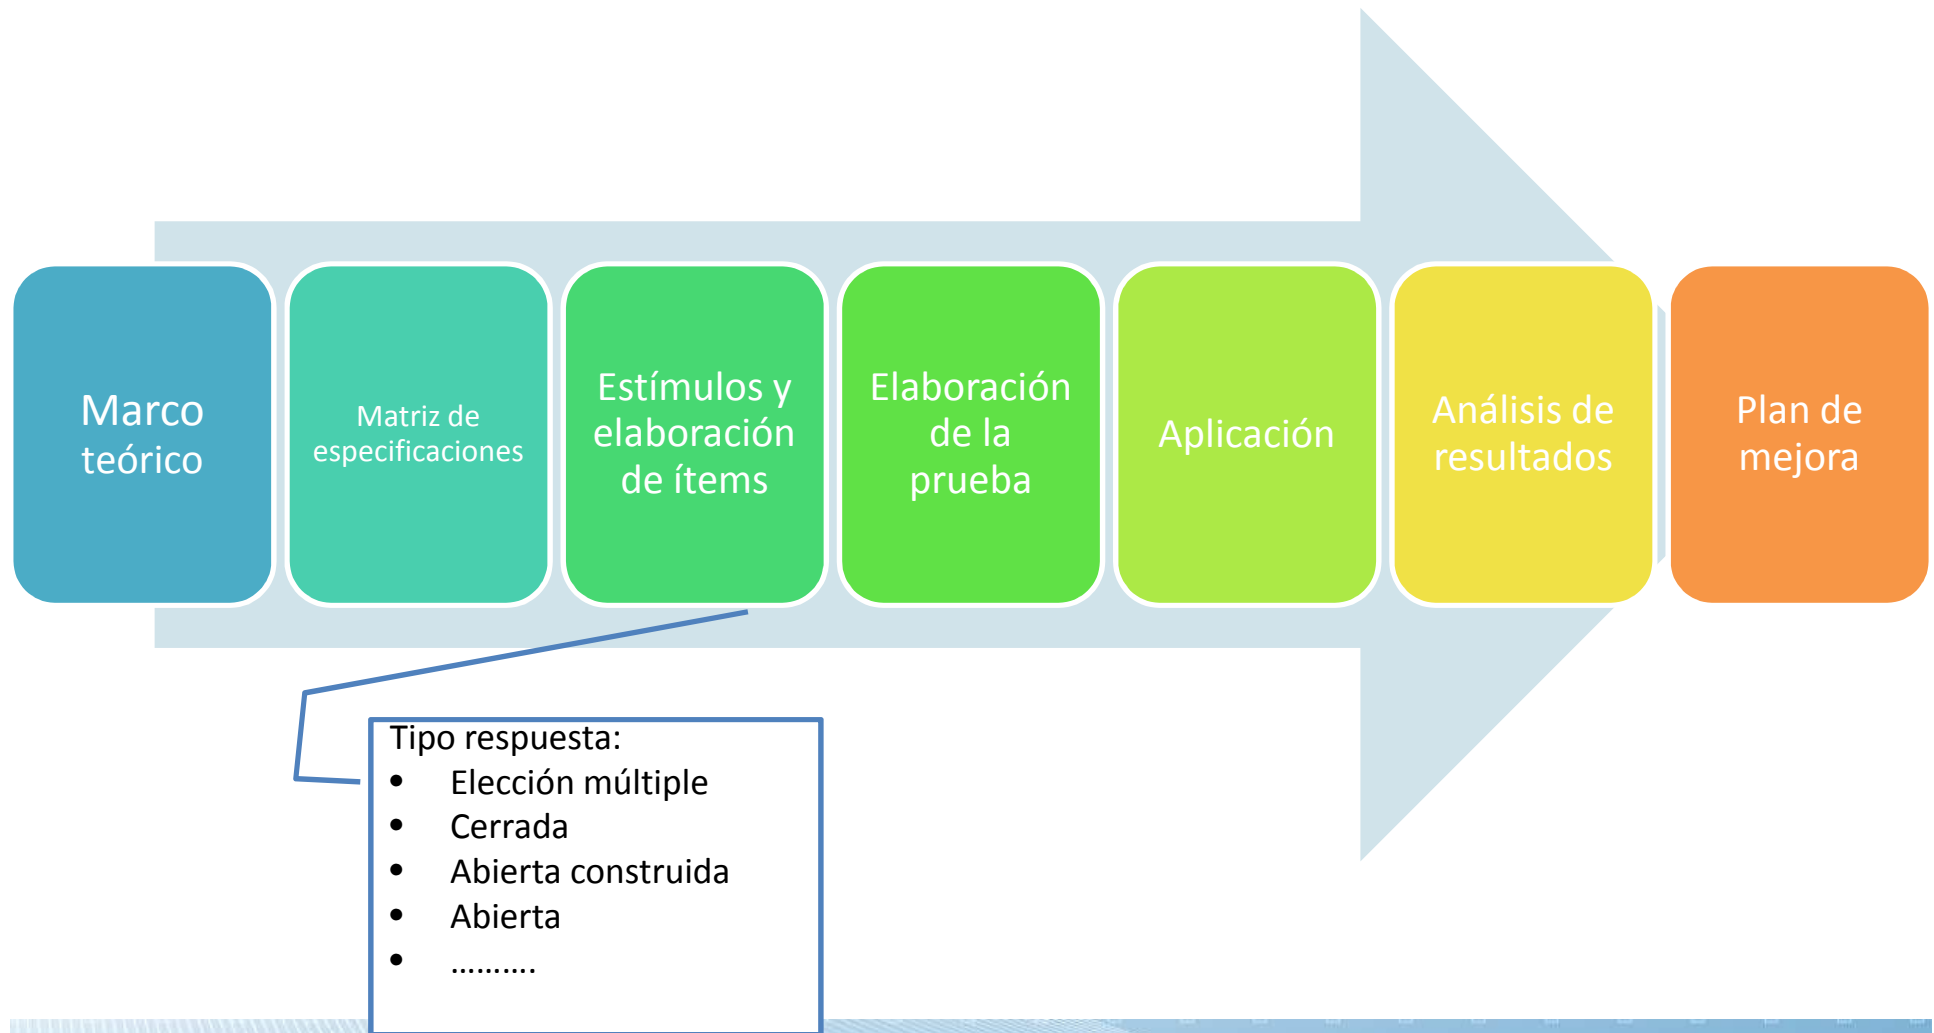 Marco
teórico
Matriz de
especificaciones
Estímulos y
elaboración
de ítems
Elaboración
de la
prueba
Aplicación
Análisis de
resultados
Plan de
mejora
Tipo respuesta:
• Elección múltiple
• Cerrada
• Abierta construida
• Abierta
• ……….